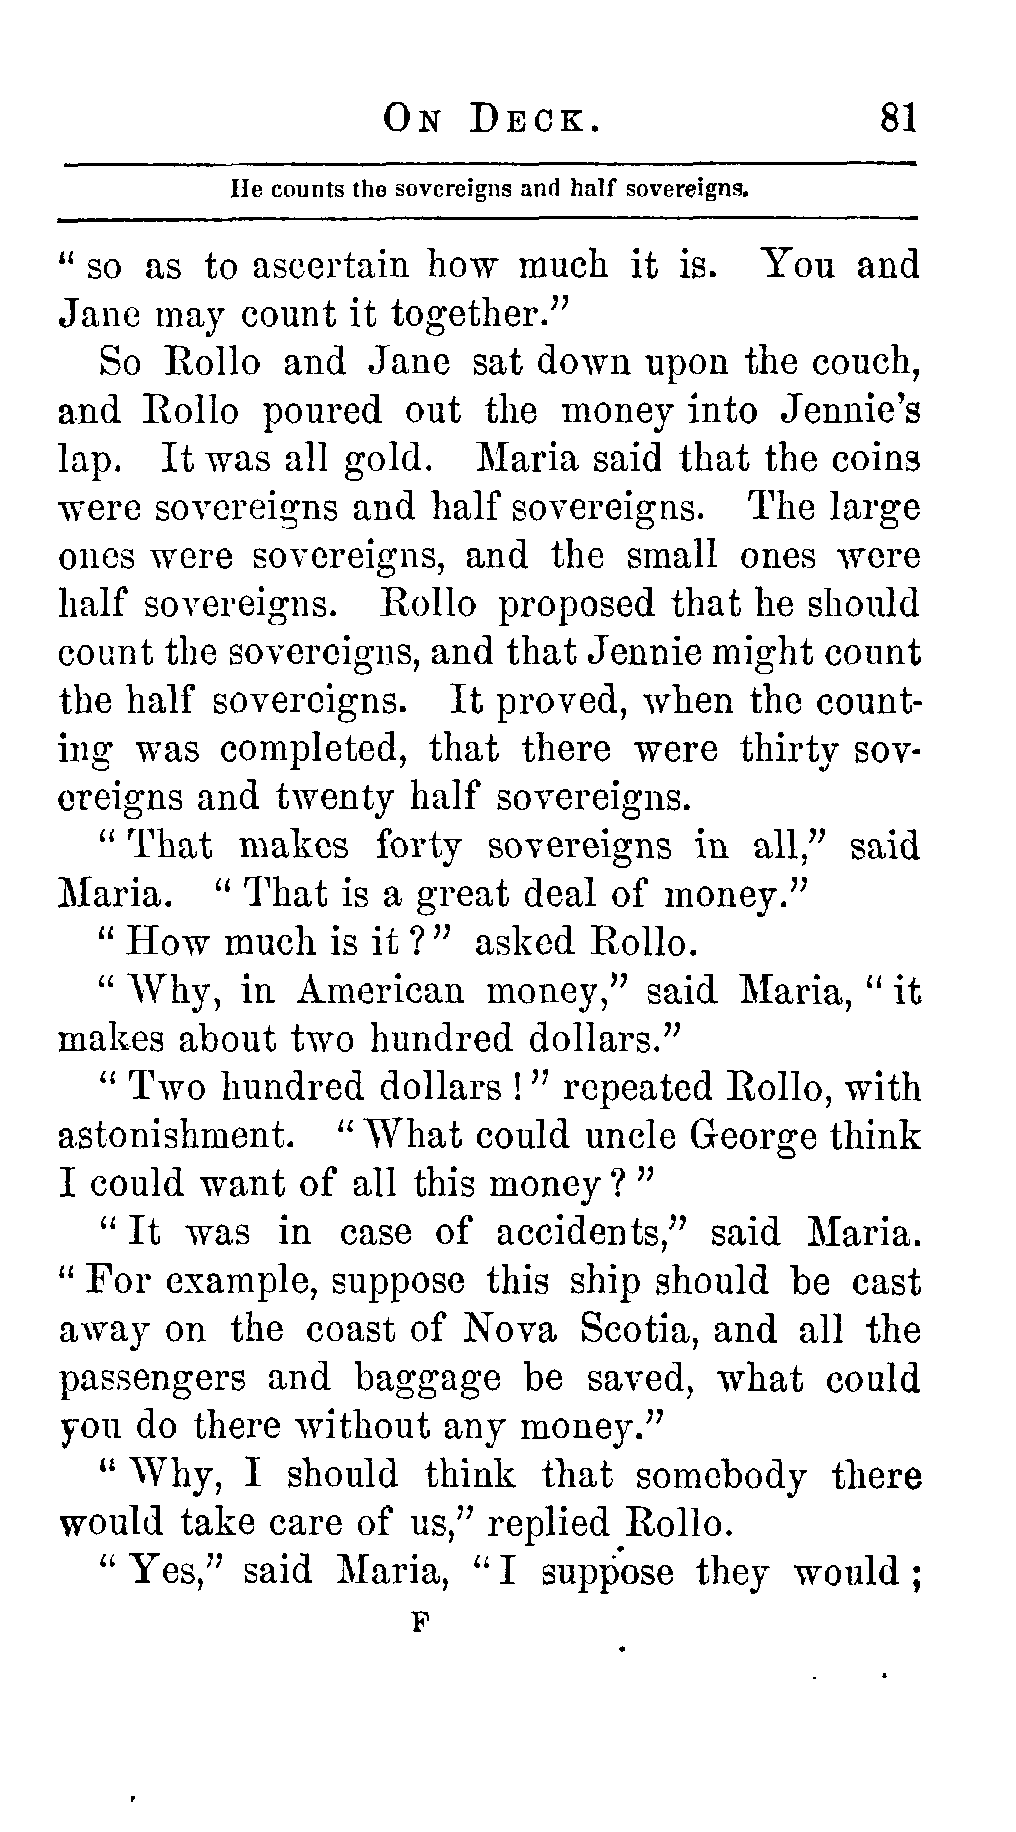 ON DECK. 81
He counts the sovereigns and half sovereigns.
" so as to ascertain how much it is. You and
Jane may count it together."
So Rollo and Jane sat down upon the couch,
and Rollo poured out the money into Jennie's
lap. It was all gold. Maria said that the coins
were sovereigns and half sovereigns. The large
ones were sovereigns, and the small ones were
half sovereigns. Rollo proposed that he should
count the sovereigns, and that Jennie might count
the half sovereigns. It proved, when the count-
ing was completed, that there were thirty sov-
ereigns and twenty half sovereigns.
" That makes forty sovereigns in all," said
Maria. " That is a great deal of money."
" How much is it ? " asked Rollo.
" Why, in American money," said Maria, " it
makes about two hundred dollars."
" Two hundred dollars ! " repeated Rollo, with
astonishment. " What could uncle George think
I could want of all this money ? "
" It was in case of accidents," said Maria.
" For example, suppose this ship should be cast
away on the coast of Nova Scotia, and all the
passengers and baggage be saved, what could
you do there without any money."
" Why, I should think that somebody there
would take care of us," replied Rollo.
" Yes," said Maria, " I suppose they would ;
F